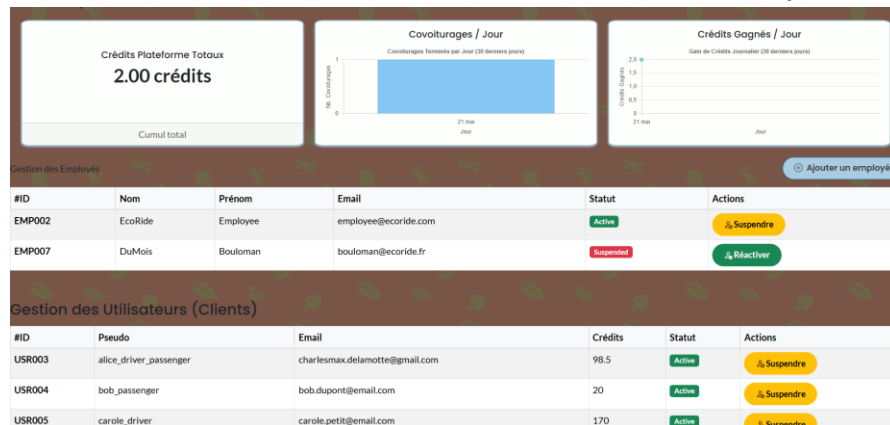 Crédits Plateforme Totaux
2.00 crédits
Cumul total
Covoiturages / Jour
Covoiturages Terminés par Jour (30 derniers jours)
Nb. Covoiturages
1
0
21 mai
Jour
Crédits Gagnés / Jour
Gain de Crédits Journalier (30 derniers jours)
Crédits Gagnés
2,0
1,5
1,0
0,5
0
21 mai
Jour
Gestion des Employés
Ajouter un employé
#ID Nom Prénom Email Statut Actions
EMP002 EcoRide Employee employee@ecoride.com Active Suspendre
EMP007 DuMois Bouloman bouloman@ecoride.fr Suspended Réactiver
Gestion des Utilisateurs (Clients)
#ID Pseudo Email Crédits Statut Actions
USR003 alice_driver_passenger charlesmax.delamotte@gmail.com 98.5 Active Suspendre
USR004 bob_passenger bob.dupont@email.com 20 Active Suspendre
USR005 carole_driver carole.petit@email.com 170 Active Suspendre